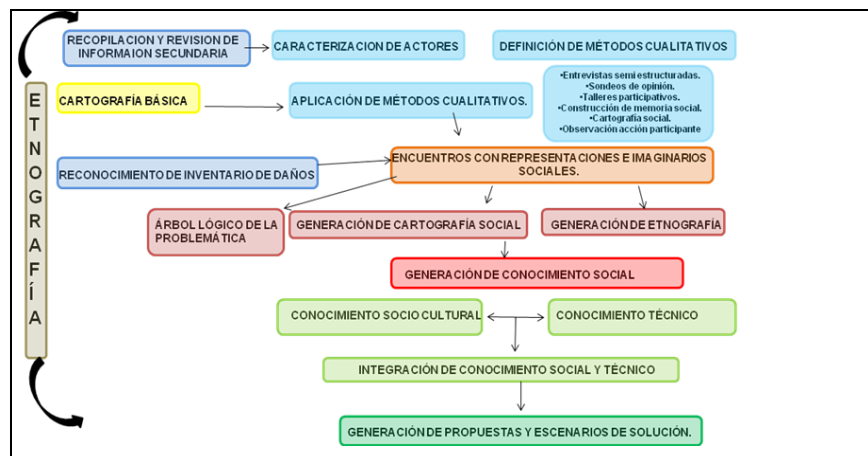 ETNOGRAFÍA
RECOPILACION Y REVISION DE
INFORMAION SECUNDARIA
CARACTERIZACION DE ACTORES
DEFINICIÓN DE MÉTODOS CUALITATIVOS
•Entrevistas semi estructuradas.
•Sondeos de opinión.
•Talleres participativos.
•Construcción de memoria social.
•Cartografía social.
•Observación acción participante
CARTOGRAFÍA BÁSICA
APLICACIÓN DE MÉTODOS CUALITATIVOS.
ENCUENTROS CON REPRESENTACIONES E IMAGINARIOS
SOCIALES.
RECONOCIMIENTO DE INVENTARIO DE DAÑOS
ÁRBOL LÓGICO DE LA
PROBLEMÁTICA
GENERACIÓN DE CARTOGRAFÍA SOCIAL
GENERACIÓN DE ETNOGRAFÍA
GENERACIÓN DE CONOCIMIENTO SOCIAL
CONOCIMIENTO SOCIO CULTURAL
CONOCIMIENTO TÉCNICO
INTEGRACIÓN DE CONOCIMIENTO SOCIAL Y TÉCNICO
GENERACIÓN DE PROPUESTAS Y ESCENARIOS DE SOLUCIÓN.